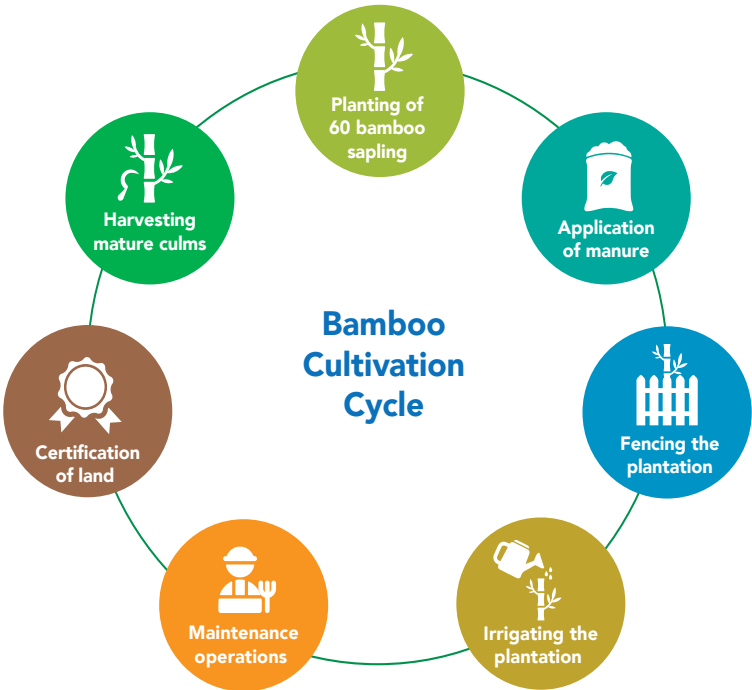 Planting of
60 bamboo
sapling
Application
of manure
Fencing the
plantation
Irrigating the
plantation
Maintenance
operations
Certification
of land
Harvesting
mature culms
Bamboo
Cultivation
Cycle